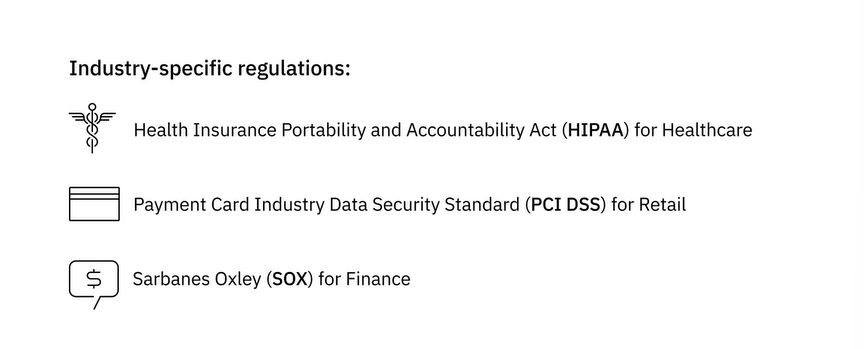 Industry-specific regulations:
Health Insurance Portability and Accountability Act (HIPAA) for Healthcare
Payment Card Industry Data Security Standard (PCI DSS) for Retail
$
Sarbanes Oxley (SOX) for Finance